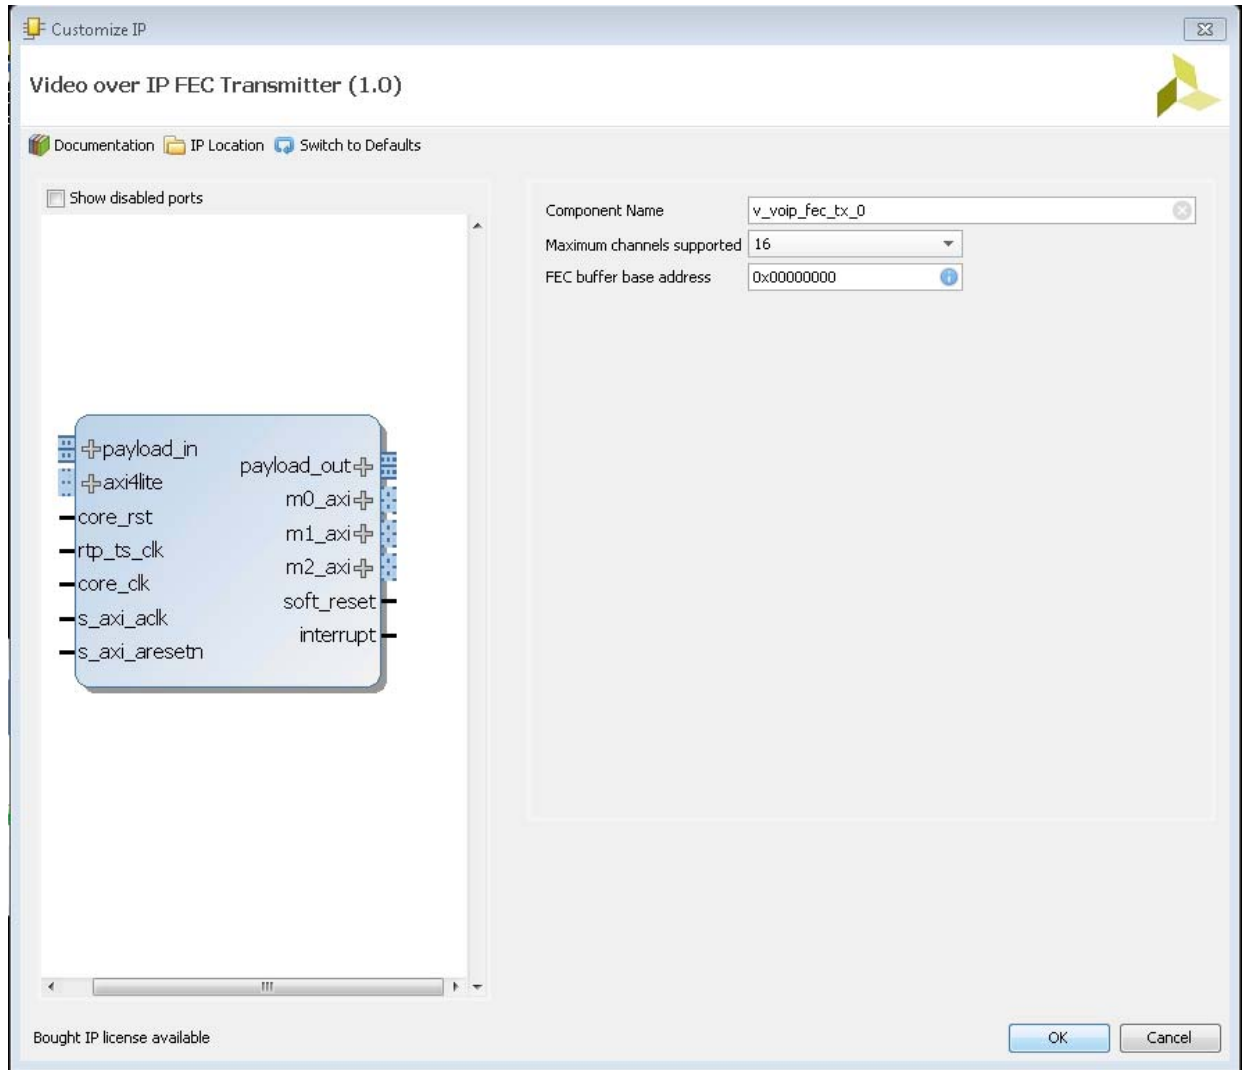 Customize IP
Video over IP FEC Transmitter (1.0)
Documentation IP Location Switch to Defaults
Show disabled ports
Component Name v_voip_fec_tx_0
Maximum channels supported 16
FEC buffer base address 0x00000000
payload_in
axi4lite
core_rst
rtp_ts_clk
core_clk
s_axi_aclk
s_axi_aresetn
payload_out
m0_axi
m1_axi
m2_axi
soft_reset
interrupt
Bought IP license available
OK Cancel